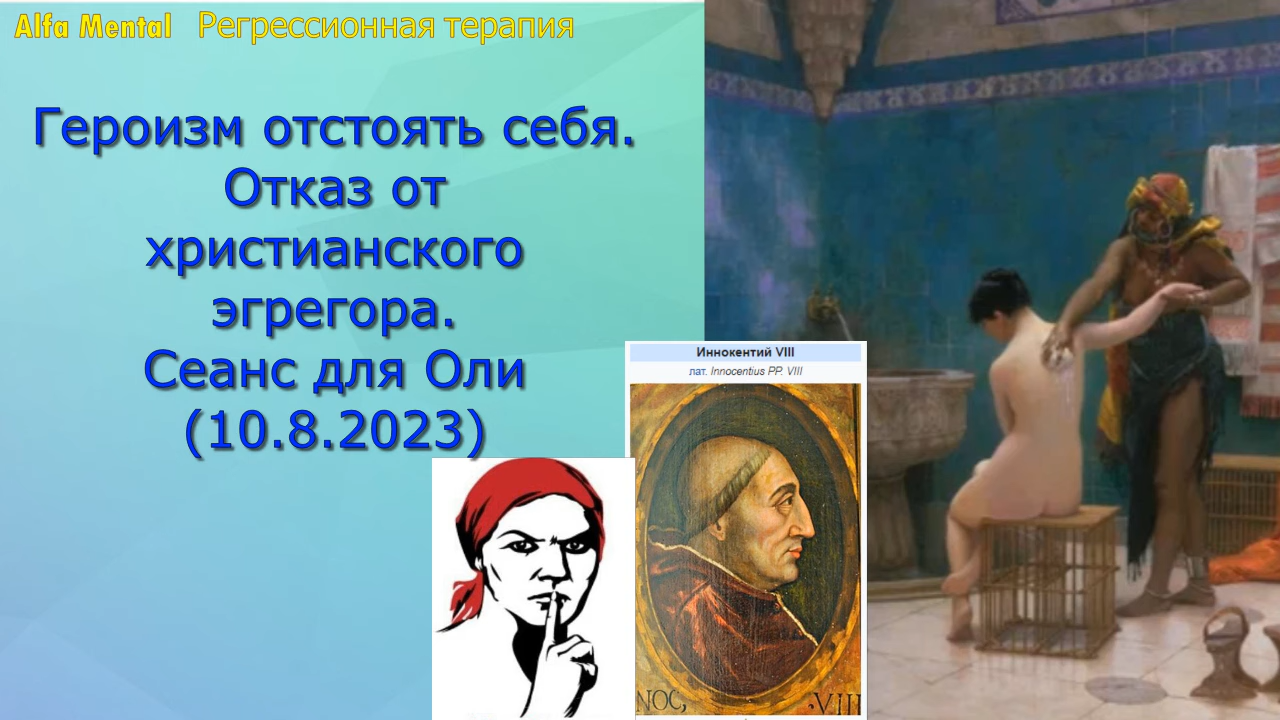 Alfa Mental Регрессионная терапия
Героизм отстоять себя.
Отказ от
христианского
эгрегора.
Сеанс для Оли
(10.8.2023)
Иннокентий VIII
лат. Innocentius PP. VIII
NOC, VIII